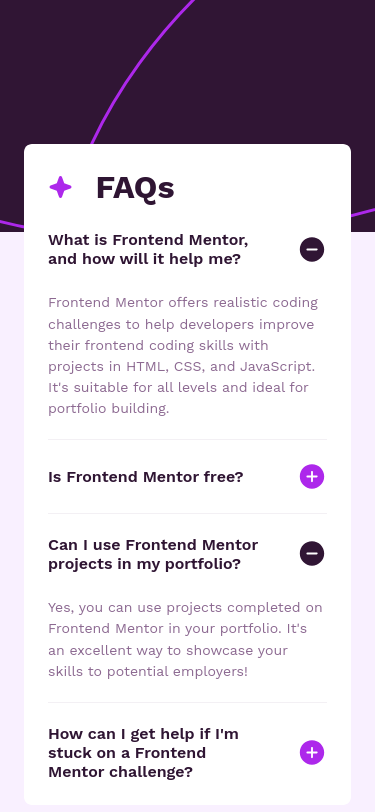 FAQs
What is Frontend Mentor,
and how will it help me?
Frontend Mentor offers realistic coding
challenges to help developers improve
their frontend coding skills with
projects in HTML, CSS, and JavaScript.
It's suitable for all levels and ideal for
portfolio building.
Is Frontend Mentor free?
Can I use Frontend Mentor
projects in my portfolio?
Yes, you can use projects completed on
Frontend Mentor in your portfolio. It's
an excellent way to showcase your
skills to potential employers!
How can I get help if I'm
stuck on a Frontend
Mentor challenge?